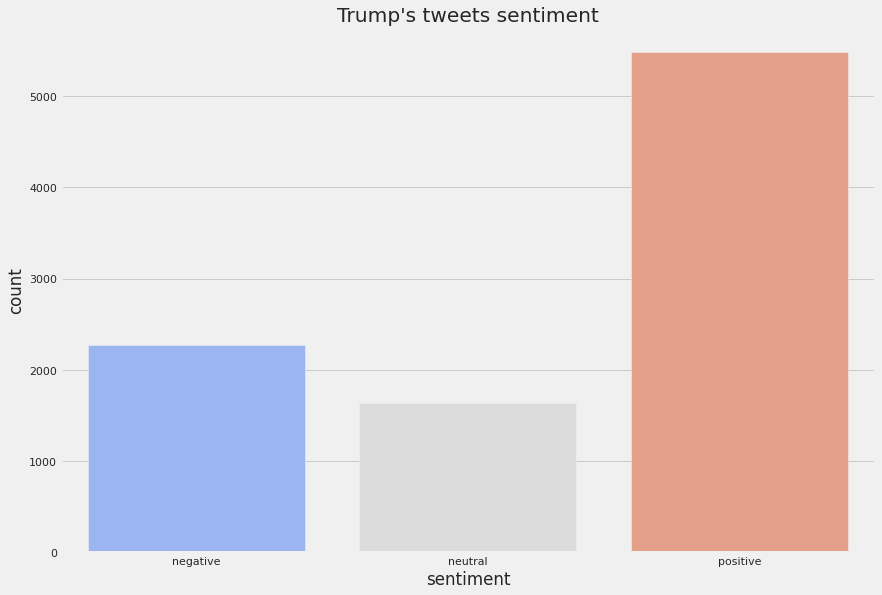 Trump's tweets sentiment
5000
4000
3000
2000
1000
0
count
negative neutral positive
sentiment